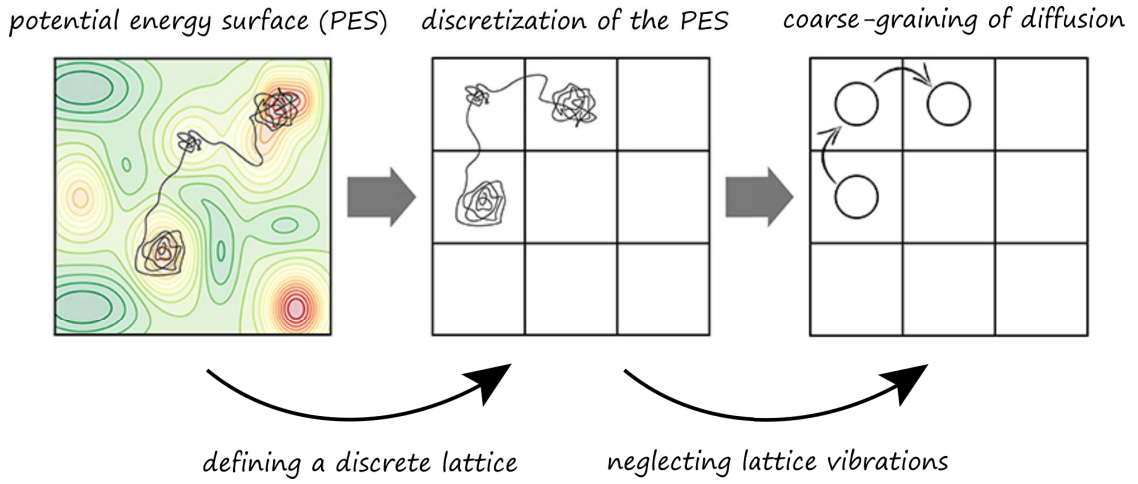 potential energy surface (PES)
discretization of the PES
coarse-graining of diffusion
defining a discrete lattice
neglecting lattice vibrations